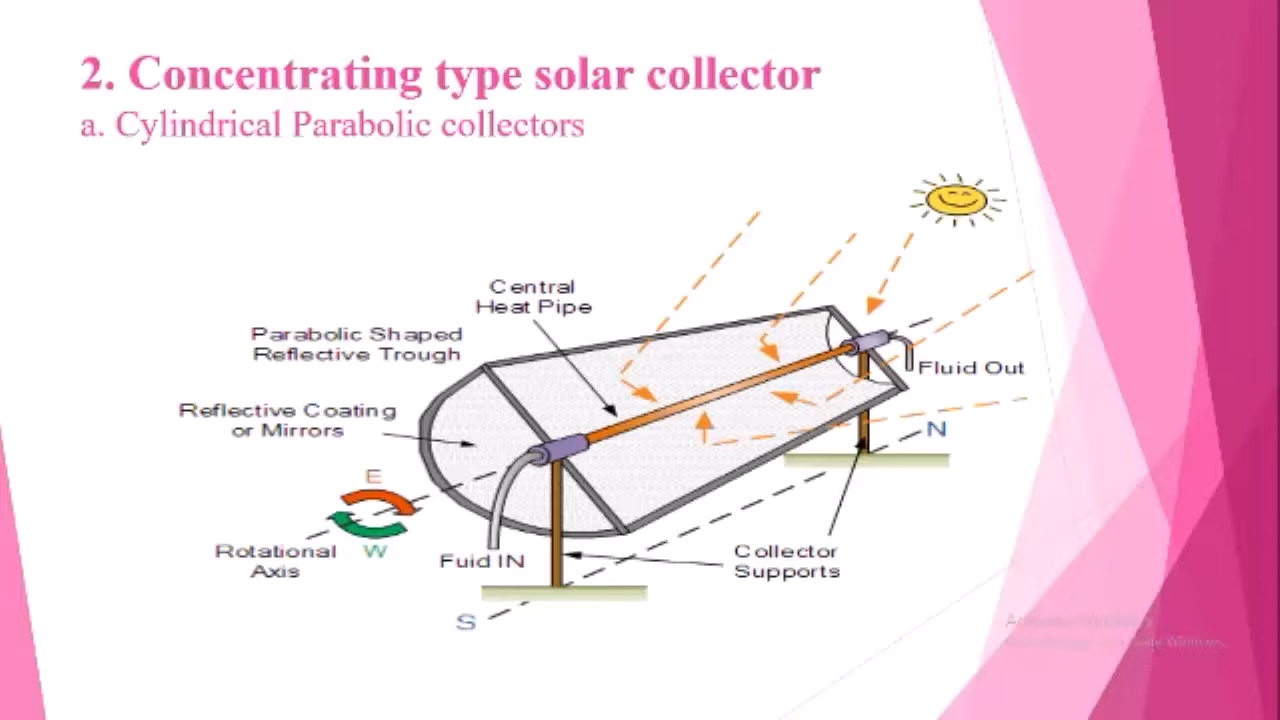 2. Concentrating type solar collector
a. Cylindrical Parabolic collectors
Central
Heat Pipe
Parabolic Shaped
Reflective Trough
Fluid Out
Reflective Coating
or Mirrors
N
E
W
Rotational
Axis
Fuid IN
Collector
Supports
S
Windows.